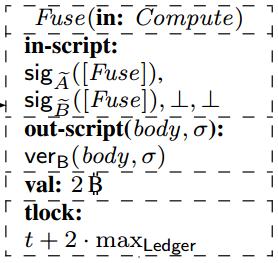 Fuse(in: Compute)
in-script:
sig_Ã([Fuse]),
sig_B̃([Fuse]), ⊥, ⊥
out-script(body, σ):
ver_B(body, σ)
val: 2 ₿
tlock:
t + 2 · max_Ledger